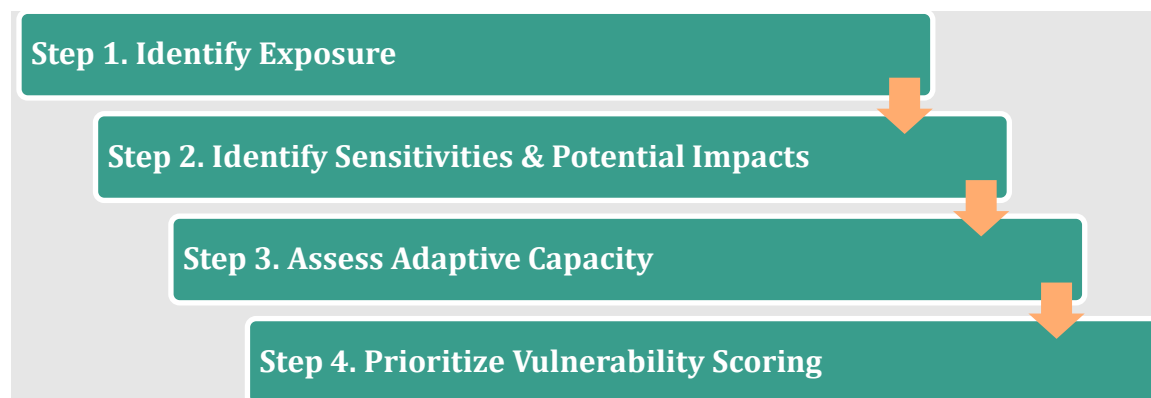 Step 1. Identify Exposure
Step 2. Identify Sensitivities & Potential Impacts
Step 3. Assess Adaptive Capacity
Step 4. Prioritize Vulnerability Scoring